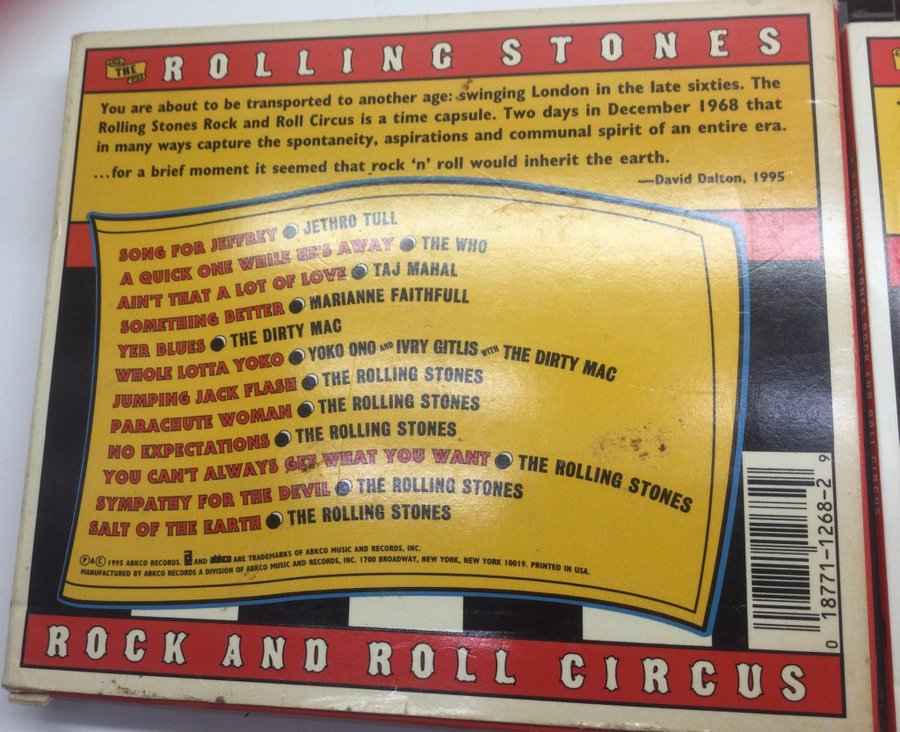 THE ROLLING STONES
You are about to be transported to another age: swinging London in the late sixties. The
Rolling Stones Rock and Roll Circus is a time capsule. Two days in December 1968 that
in many ways capture the spontaneity, aspirations and communal spirit of an entire era.
...for a brief moment it seemed that rock 'n' roll would inherit the earth.
—David Dalton, 1995
SONG FOR JEFFREY JETHRO TULL
A QUICK ONE WHILE HE'S AWAY THE WHO
AIN'T THAT A LOT OF LOVE TAJ MAHAL
SOMETHING BETTER MARIANNE FAITHFULL
YER BLUES THE DIRTY MAC
WHOLE LOTTA YOKO YOKO ONO AND IVRY GITLIS WITH THE DIRTY MAC
JUMPING JACK FLASH THE ROLLING STONES
PARACHUTE WOMAN THE ROLLING STONES
NO EXPECTATIONS THE ROLLING STONES
YOU CAN'T ALWAYS GET WHAT YOU WANT THE ROLLING STONES
SYMPATHY FOR THE DEVIL THE ROLLING STONES
SALT OF THE EARTH THE ROLLING STONES
℗&© 1995 ABKCO RECORDS. a AND abkco ARE TRADEMARKS OF ABKCO MUSIC AND RECORDS, INC.
MANUFACTURED BY ABKCO RECORDS A DIVISION OF ABKCO MUSIC AND RECORDS, INC. 1700 BROADWAY, NEW YORK, NEW YORK 10019. PRINTED IN USA.
0 18771-1268-2 9
ROCK AND ROLL CIRCUS
THE ROLLING STONES ROCK AND ROLL CIRCUS